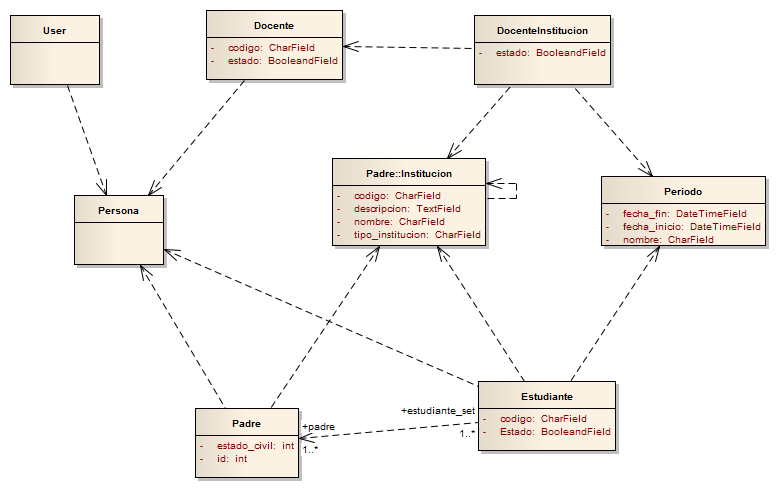 User
Docente
- codigo: CharField
- estado: BooleandField
DocenteInstitucion
- estado: BooleandField
Padre::Institucion
- codigo: CharField
- descripcion: TextField
- nombre: CharField
- tipo_institucion: CharField
Periodo
- fecha_fin: DateTimeField
- fecha_inicio: DateTimeField
- nombre: CharField
Persona
Padre
- estado_civil: int
- id: int
+padre
1..*
+estudiante_set
1..*
Estudiante
- codigo: CharField
- Estado: BooleandField